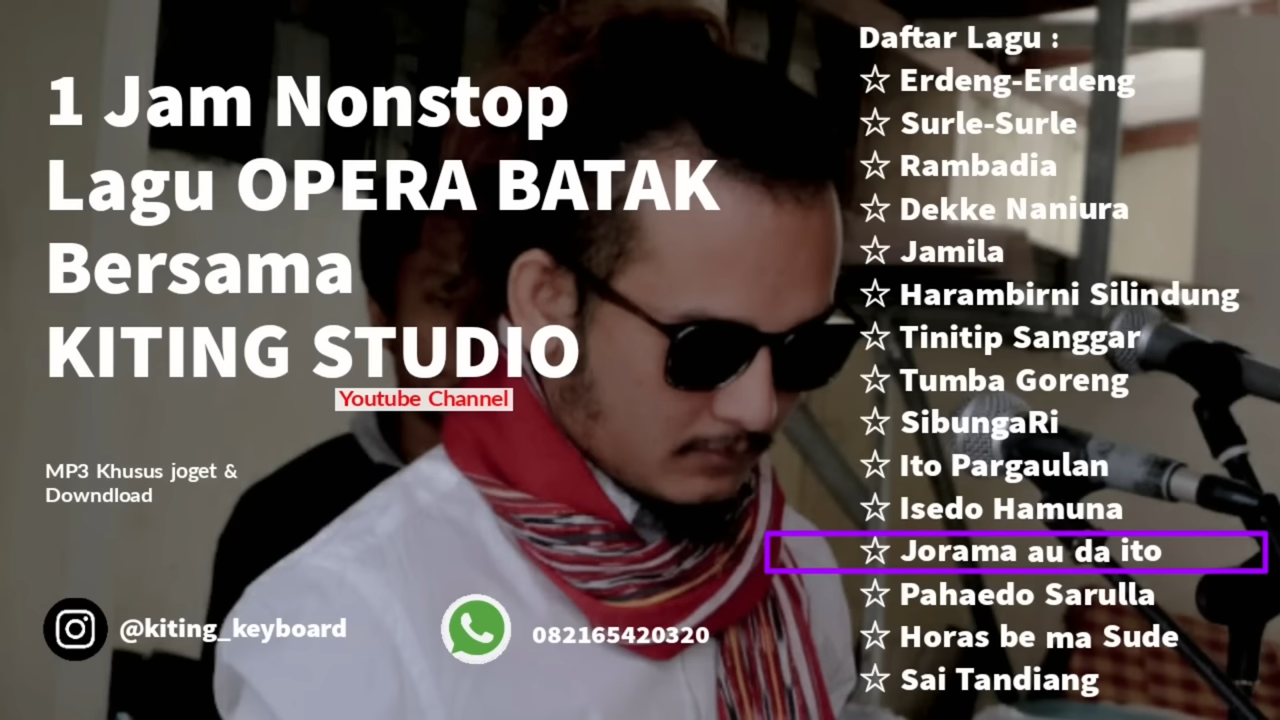 1 Jam Nonstop
Lagu OPERA BATAK
Bersama
KITING STUDIO
Youtube Channel
MP3 Khusus joget &
Downdload
@kiting_keyboard
082165420320
Daftar Lagu :
☆ Erdeng-Erdeng
☆ Surle-Surle
☆ Rambadia
☆ Dekke Naniura
☆ Jamila
☆ Harambirni Silindung
☆ Tinitip Sanggar
☆ Tumba Goreng
☆ SibungaRi
☆ Ito Pargaulan
☆ Isedo Hamuna
☆ Jorama au da ito
☆ Pahaedo Sarulla
☆ Horas be ma Sude
☆ Sai Tandiang